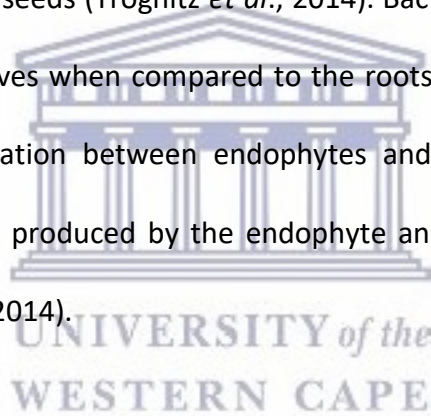 seeds (Trognitz et al., 2014). Bac
ves when compared to the roots
ation between endophytes and
produced by the endophyte an
2014).
UNIVERSITY of the
WESTERN CAPE